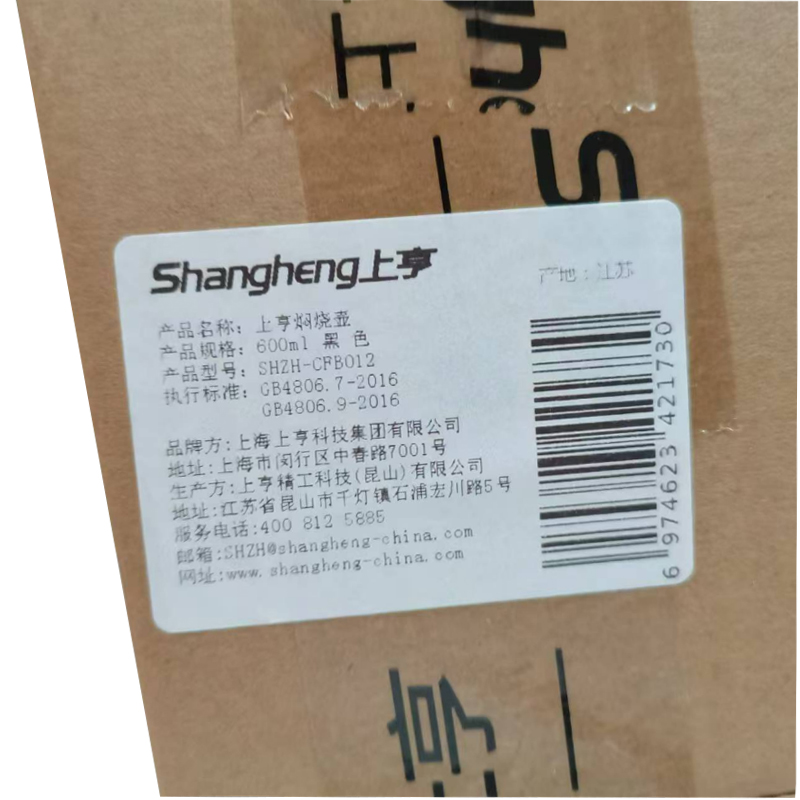 Shangheng上亨
产地：江苏
产品名称：上亨焖烧壶
产品规格：600ml 黑 色
产品型号：SHZH-CFB012
执行标准：GB4806.7-2016
GB4806.9-2016
品牌方：上海上亨科技集团有限公司
地址：上海市闵行区中春路7001号
生产方：上亨精工科技(昆山)有限公司
地址：江苏省昆山市千灯镇石浦宏川路5号
服务电话：400 812 5885
邮箱：SHZH@shangheng-china.com
网址：www.shangheng-china.com
6 974623 421730
亨